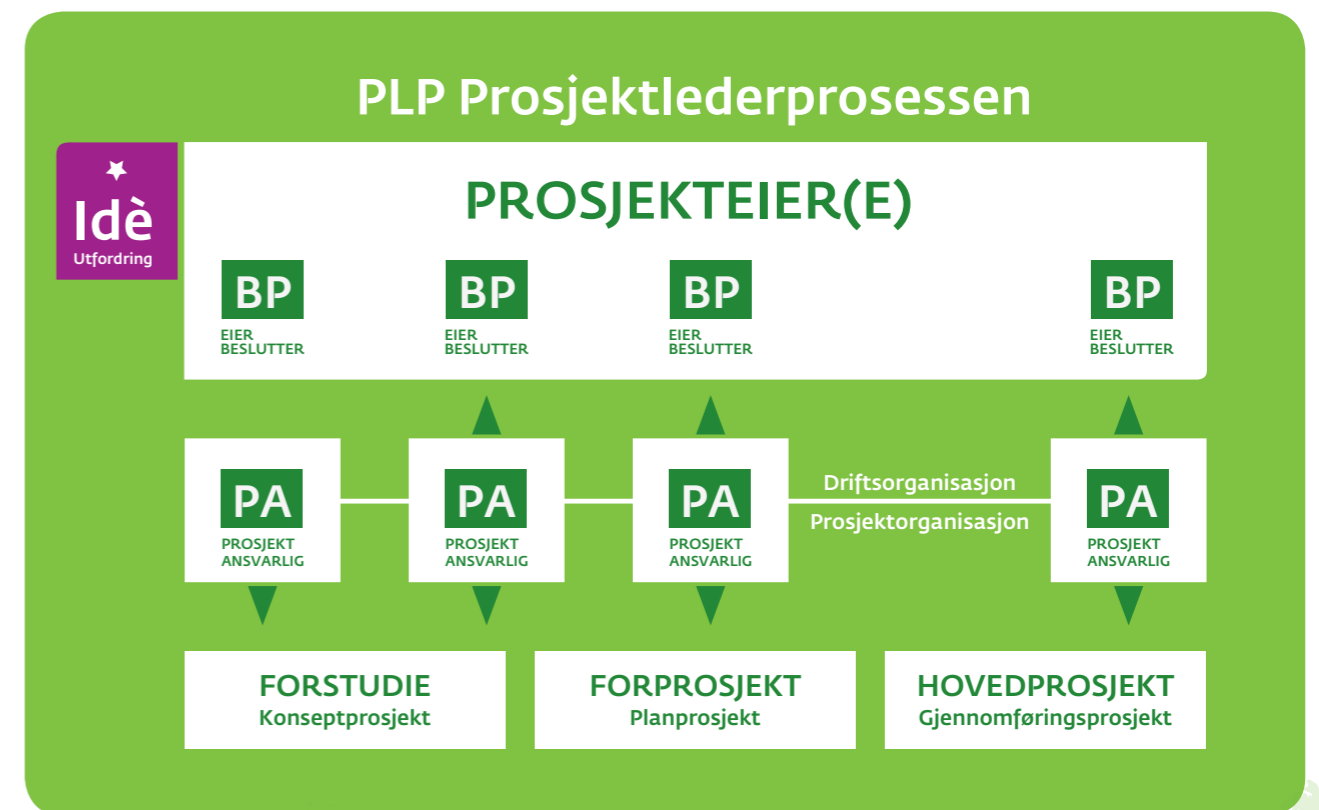 PLP Prosjektlederprosessen
Idè
Utfordring
PROSJEKTEIER(E)
BP
EIER
BESLUTTER
BP
EIER
BESLUTTER
BP
EIER
BESLUTTER
BP
EIER
BESLUTTER
PA
PROSJEKT
ANSVARLIG
PA
PROSJEKT
ANSVARLIG
PA
PROSJEKT
ANSVARLIG
Driftsorganisasjon
Prosjektorganisasjon
PA
PROSJEKT
ANSVARLIG
FORSTUDIE
Konseptprosjekt
FORPROSJEKT
Planprosjekt
HOVEDPROSJEKT
Gjennomføringsprosjekt